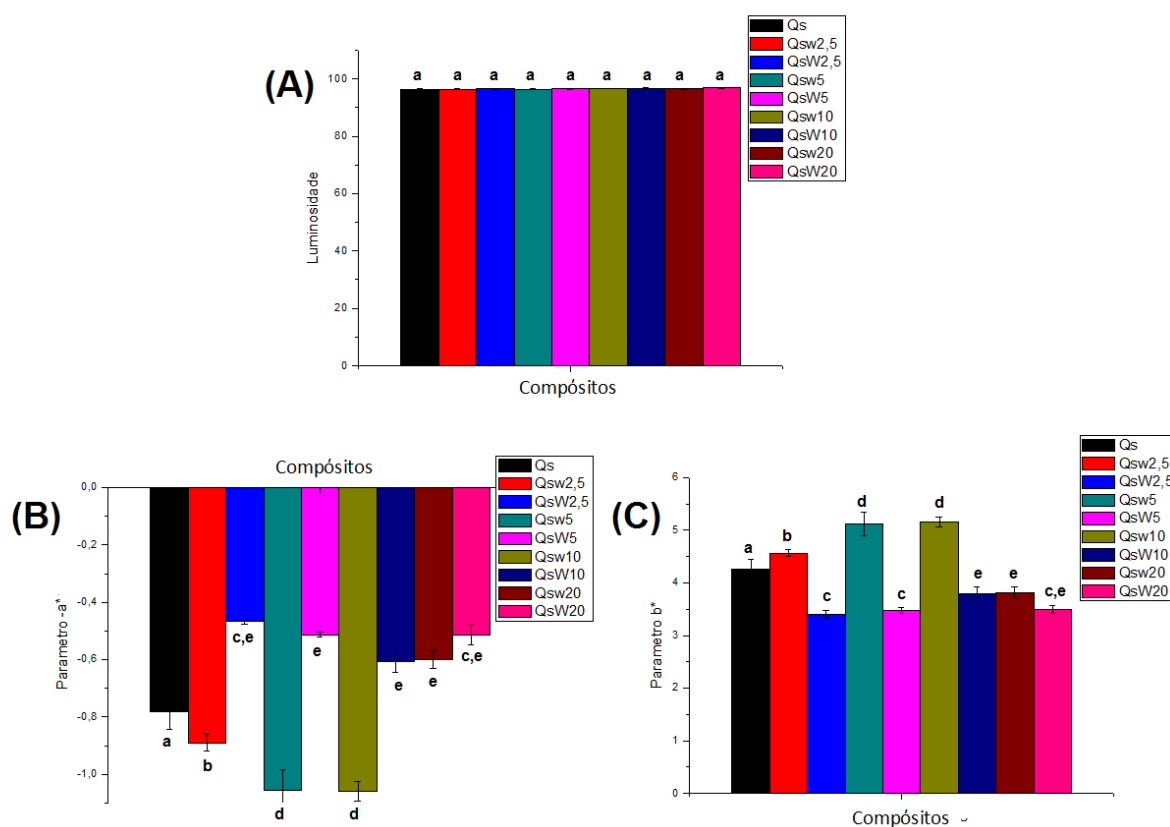 (A)
Qs
Qsw2,5
QsW2,5
Qsw5
QsW5
Qsw10
QsW10
Qsw20
QsW20
a a a a a a a a a
100
80
60
40
20
0
Luminosidade
Compósitos
(B)
Compósitos
Qs
Qsw2,5
QsW2,5
Qsw5
QsW5
Qsw10
QsW10
Qsw20
QsW20
0,0
-0,2
-0,4
-0,6
-0,8
-1,0
Parametro -a*
a b c,e d e d e e c,e
(C)
Qs
Qsw2,5
QsW2,5
Qsw5
QsW5
Qsw10
QsW10
Qsw20
QsW20
6
5
4
3
2
1
0
Parametro b*
a b c d c d e e c,e
Compósitos